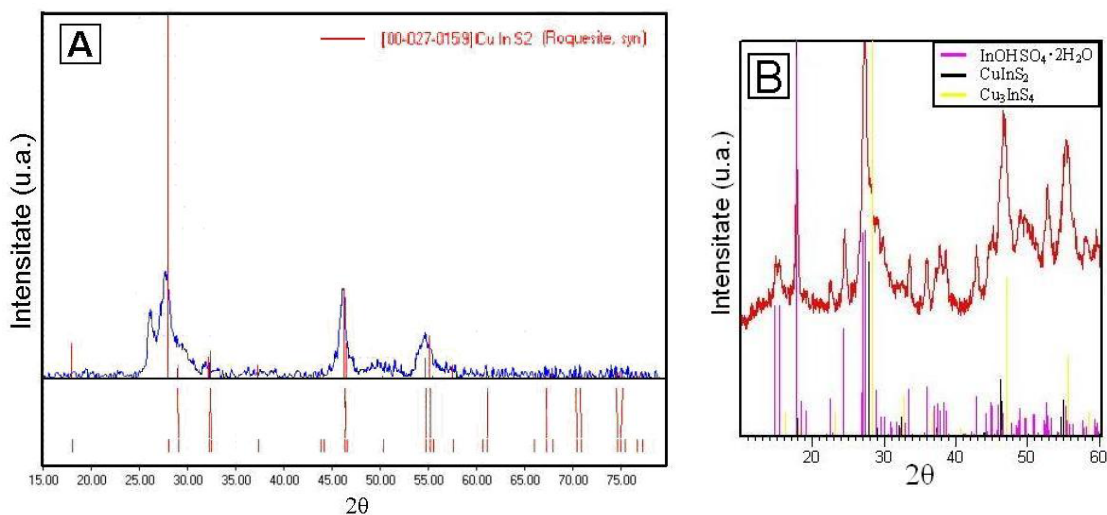 A
[00-027-0159] Cu In S2 (Roquesite, syn)
Intensitate (u.a.)
15.00 20.00 25.00 30.00 35.00 40.00 45.00 50.00 55.00 60.00 65.00 70.00 75.00
2θ
B
InOHSO₄·2H₂O
CuInS₂
Cu₃InS₄
Intensitate (u.a.)
20 30 40 50 60
2θ